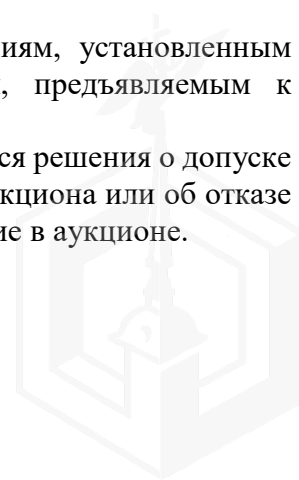 иям, установленным
, предъявляемым к
ся решения о допуске
кциона или об отказе
ие в аукционе.